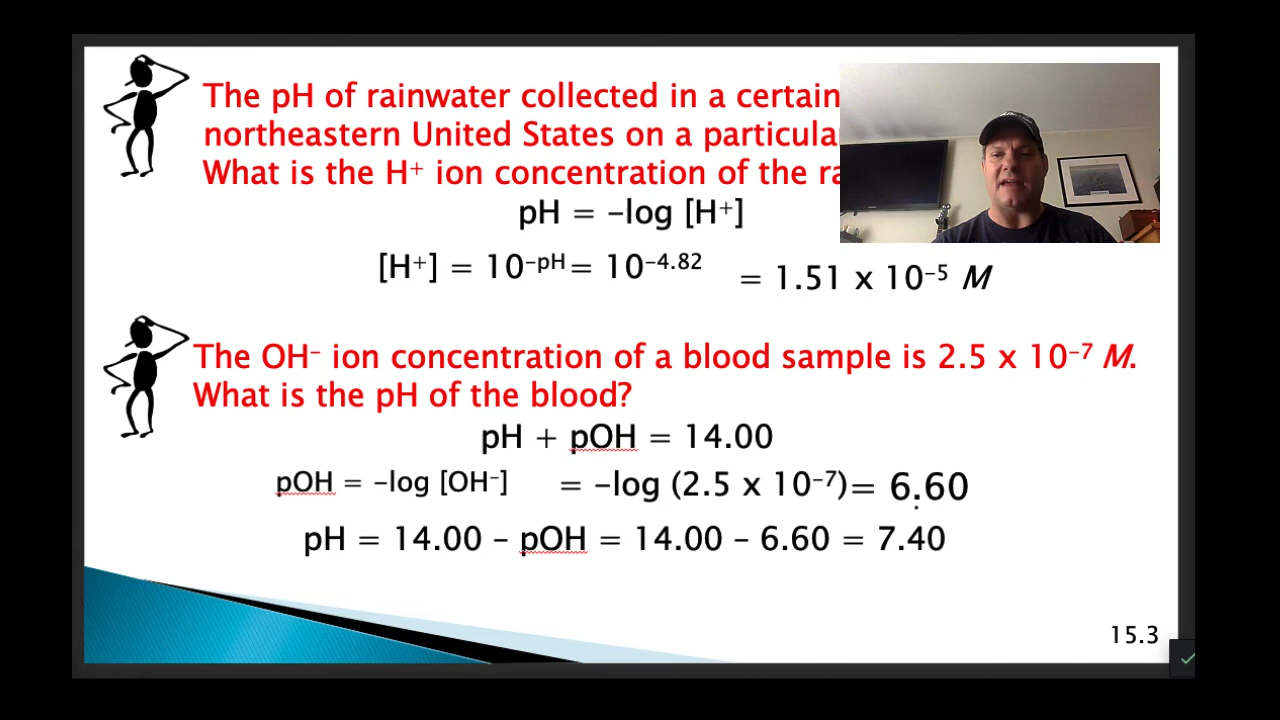 The pH of rainwater collected in a certain
northeastern United States on a particula
What is the H⁺ ion concentration of the ra
pH = –log [H⁺]
[H⁺] = 10⁻ᵖᴴ = 10⁻⁴·⁸² = 1.51 x 10⁻⁵ M
The OH⁻ ion concentration of a blood sample is 2.5 x 10⁻⁷ M.
What is the pH of the blood?
pH + pOH = 14.00
pOH = –log [OH⁻] = –log (2.5 x 10⁻⁷) = 6.60
pH = 14.00 – pOH = 14.00 – 6.60 = 7.40
15.3